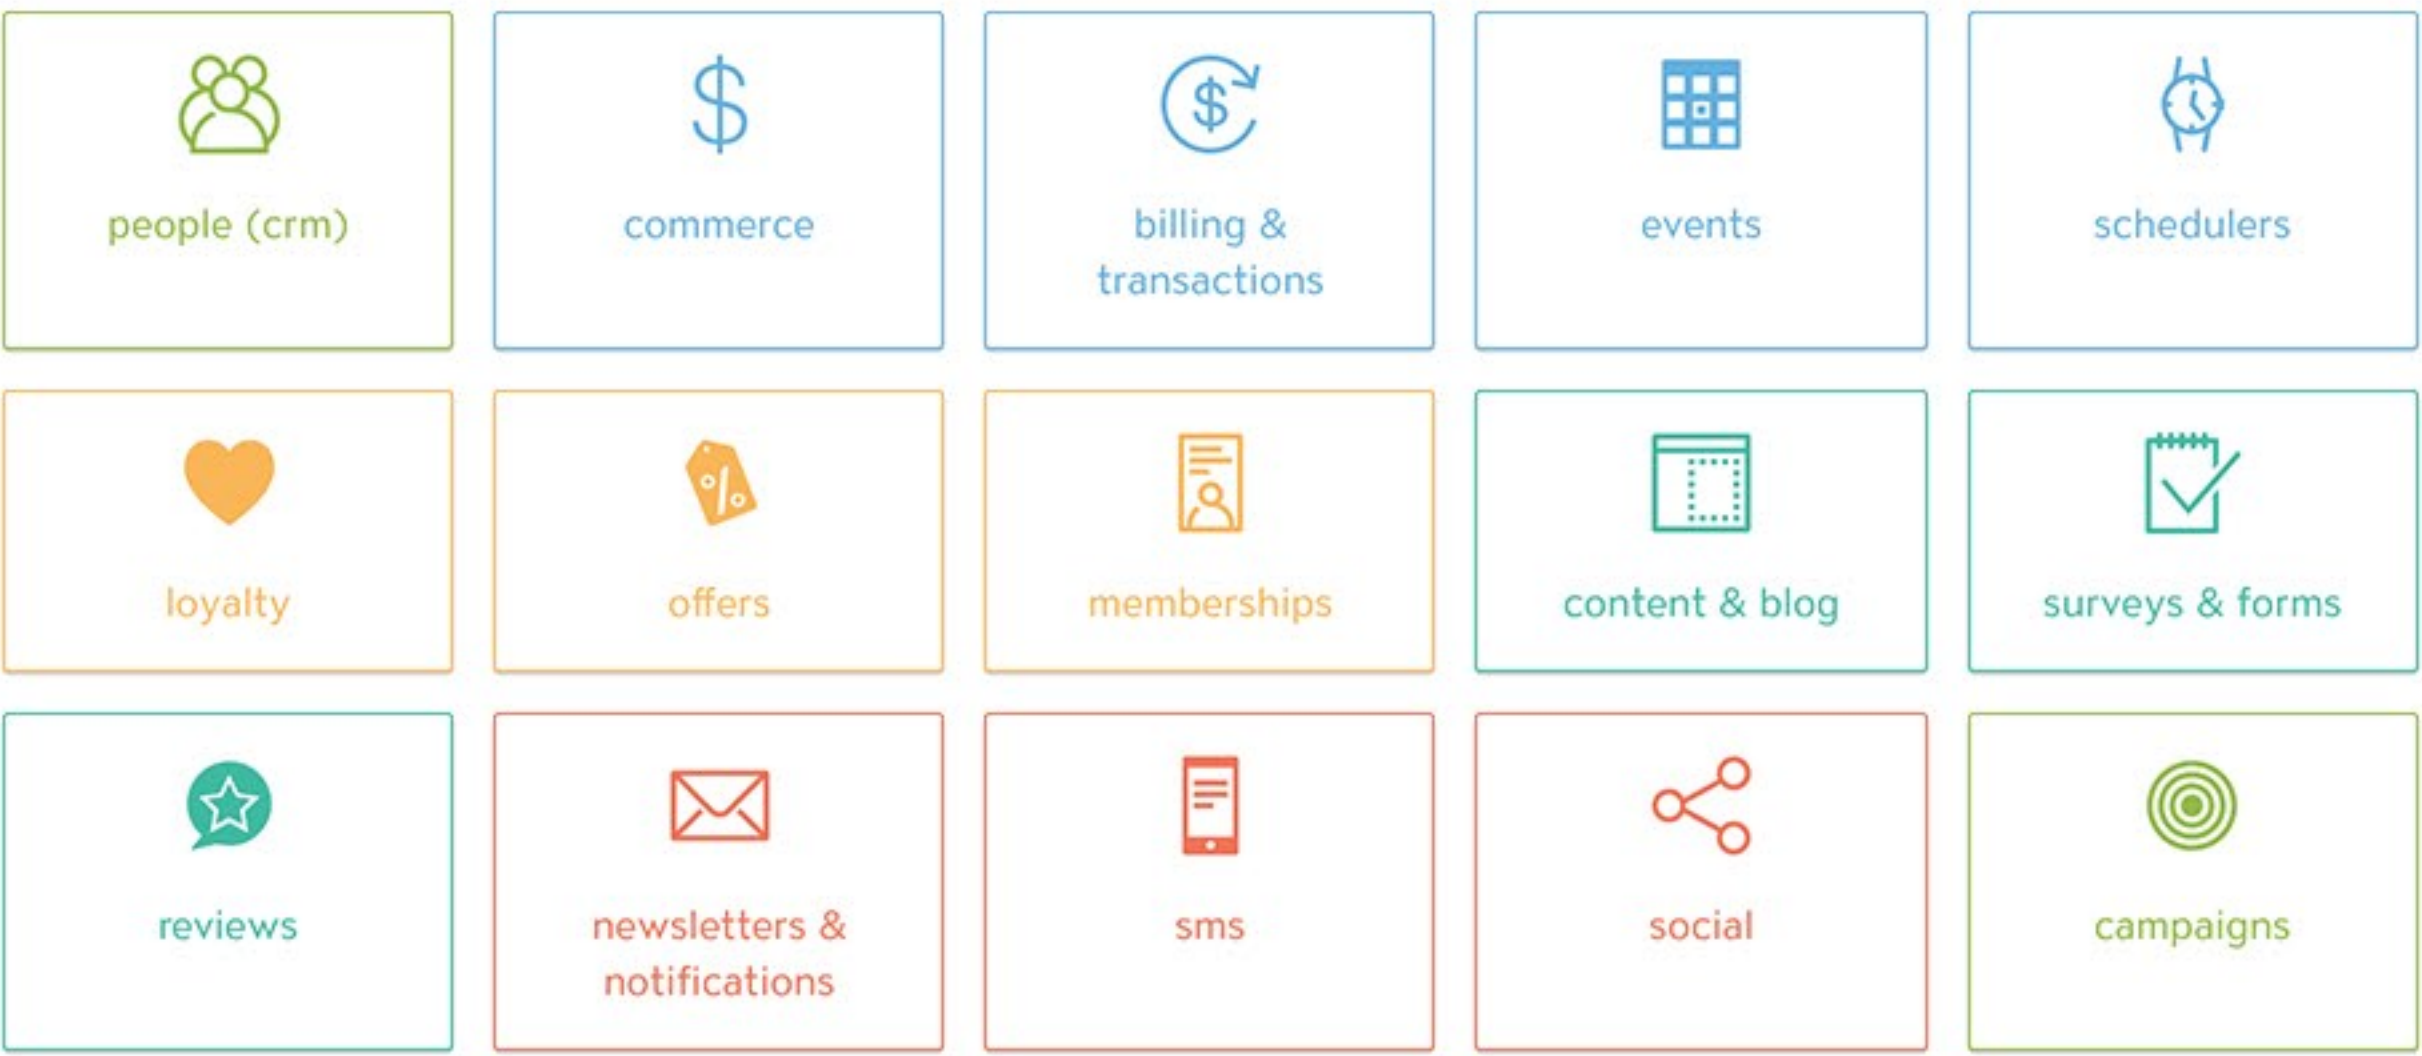 people (crm)
commerce
billing &
transactions
events
schedulers
loyalty
offers
memberships
content & blog
surveys & forms
reviews
newsletters &
notifications
sms
social
campaigns